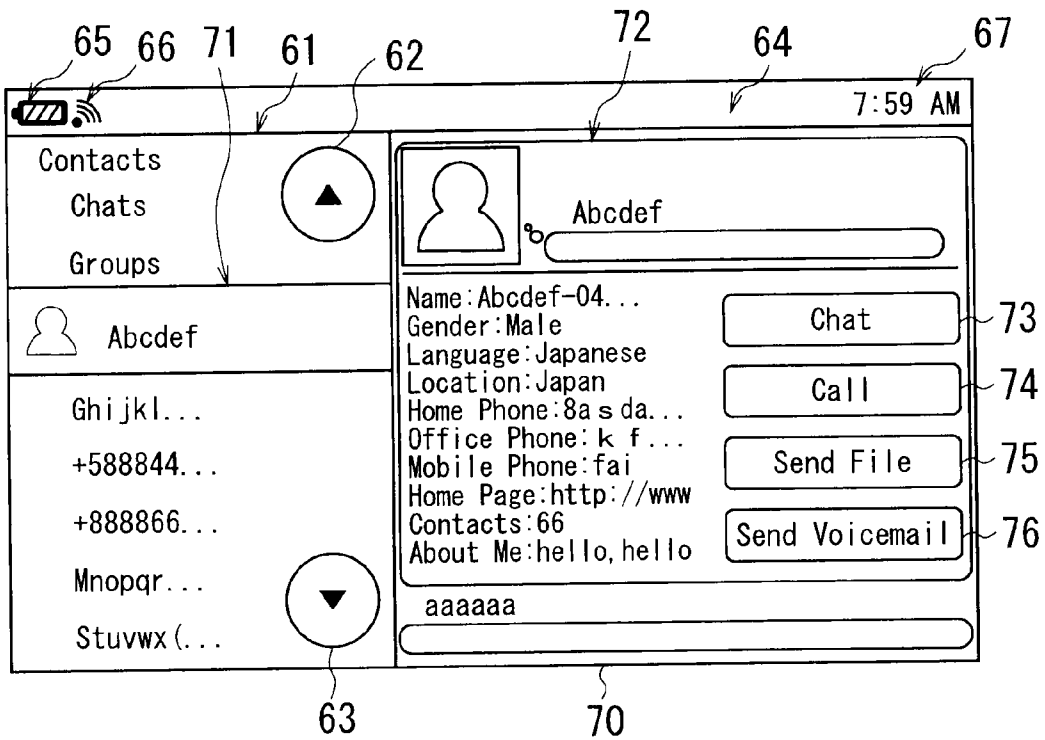 65 66 71 61 62 72 64 67
7:59 AM
Contacts
Chats
Groups
Abcdef
Ghijkl...
+588844...
+888866...
Mnopqr...
Stuvwx(...
Abcdef
Name:Abcdef-04...
Gender:Male
Language:Japanese
Location:Japan
Home Phone:8asda...
Office Phone:kf...
Mobile Phone:fai
Home Page:http://www
Contacts:66
About Me:hello,hello
Chat 73
Call 74
Send File 75
Send Voicemail 76
aaaaaa
63 70